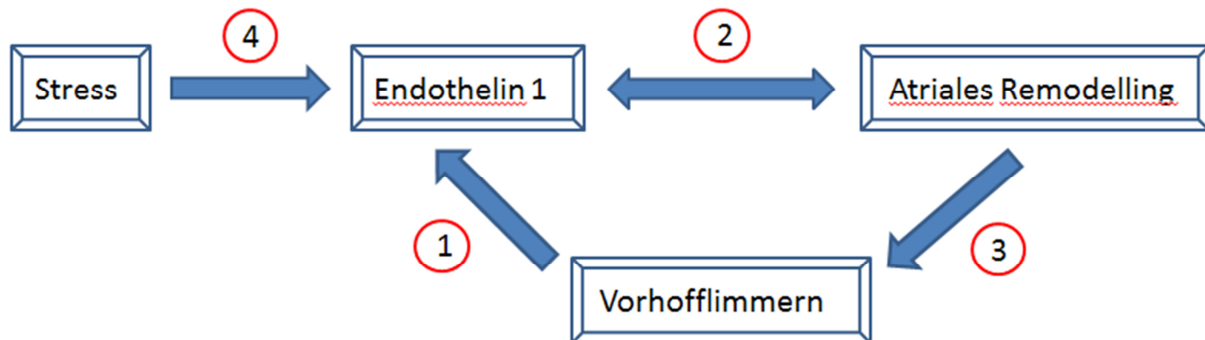 4
2
Stress
Endothelin 1
Atriales Remodelling
1
3
Vorhofflimmern